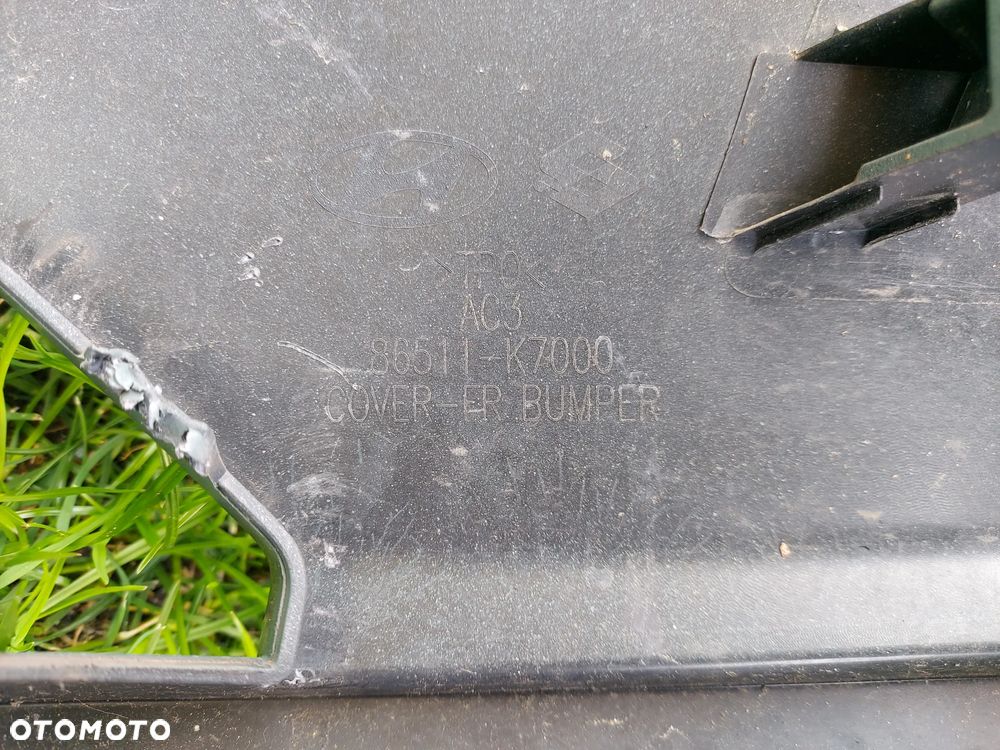 >TPO<
AC3
86511-K7000
COVER-FR BUMPER
OTOMOTO